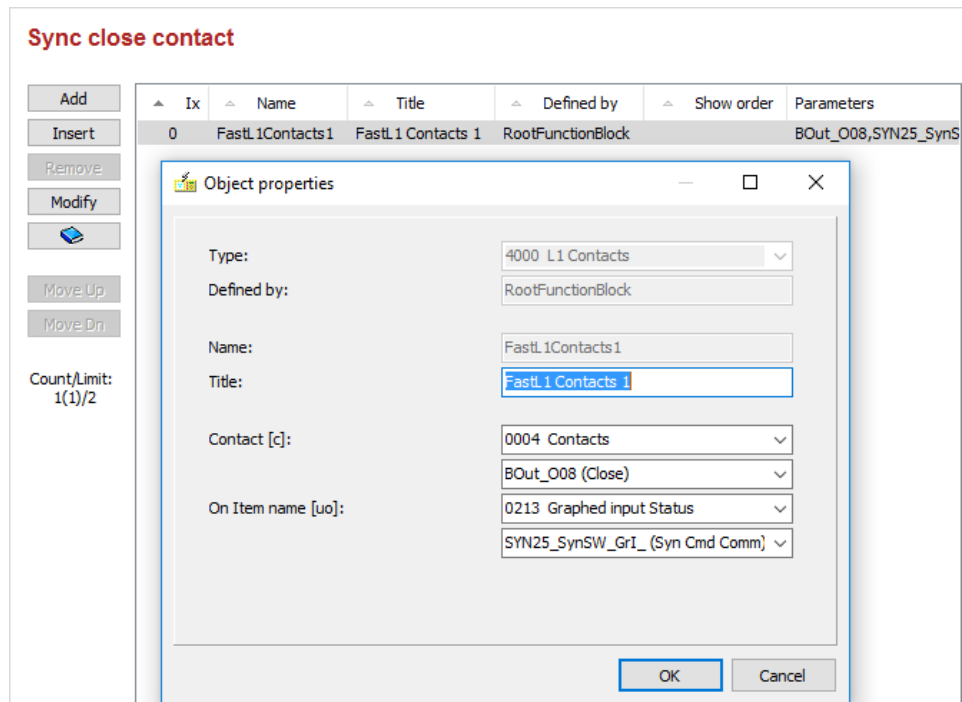 Sync close contact
Add
Insert
Remove
Modify
Move Up
Move Dn
Count/Limit:
1(1)/2
Ix Name Title Defined by Show order Parameters
0 FastL1Contacts1 FastL1 Contacts 1 RootFunctionBlock BOut_O08,SYN25_SynS
Object properties
Type: 4000 L1 Contacts
Defined by: RootFunctionBlock
Name: FastL1Contacts1
Title: FastL1 Contacts 1
Contact [c]: 0004 Contacts
BOut_O08 (Close)
On Item name [uo]: 0213 Graphed input Status
SYN25_SynSW_GrI_ (Syn Cmd Comm)
OK Cancel